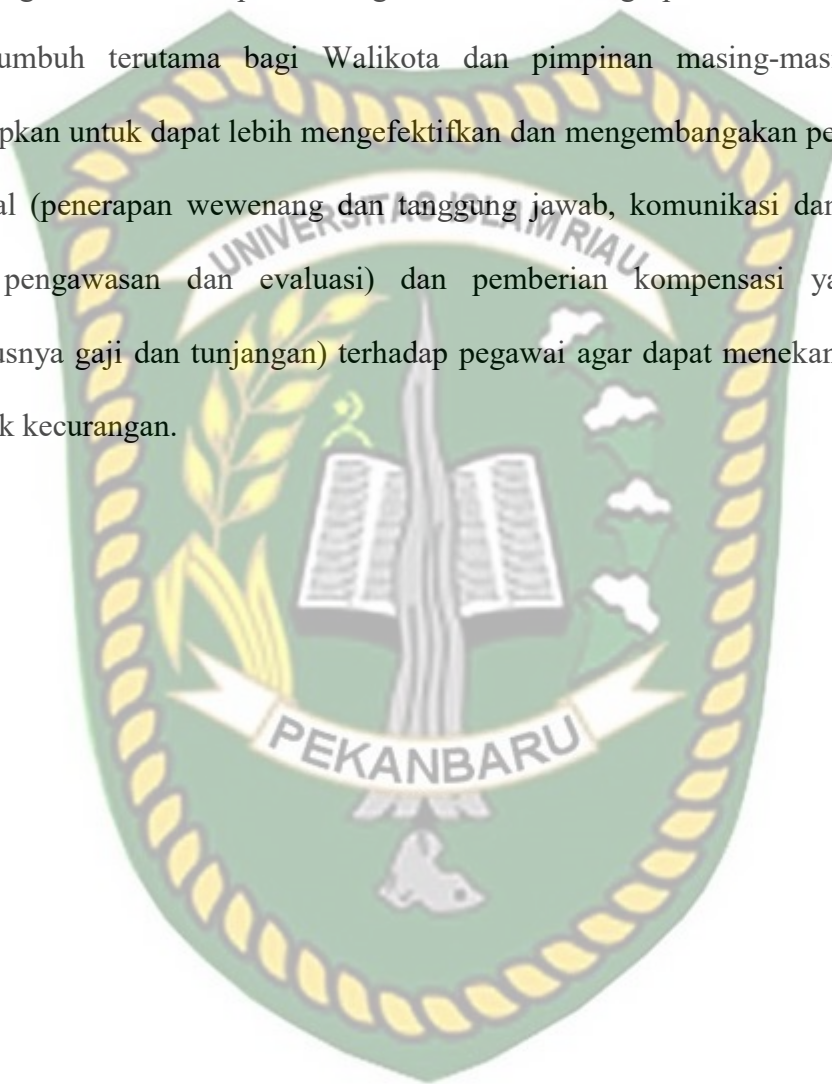 umbuh terutama bagi Walikota dan pimpinan masing-mas
pkan untuk dapat lebih mengefektifkan dan mengembangakan pe
al (penerapan wewenang dan tanggung jawab, komunikasi dan
pengawasan dan evaluasi) dan pemberian kompensasi ya
usnya gaji dan tunjangan) terhadap pegawai agar dapat menekan
k kecurangan.
UNIVERSITAS ISLAM RIAU
PEKANBARU